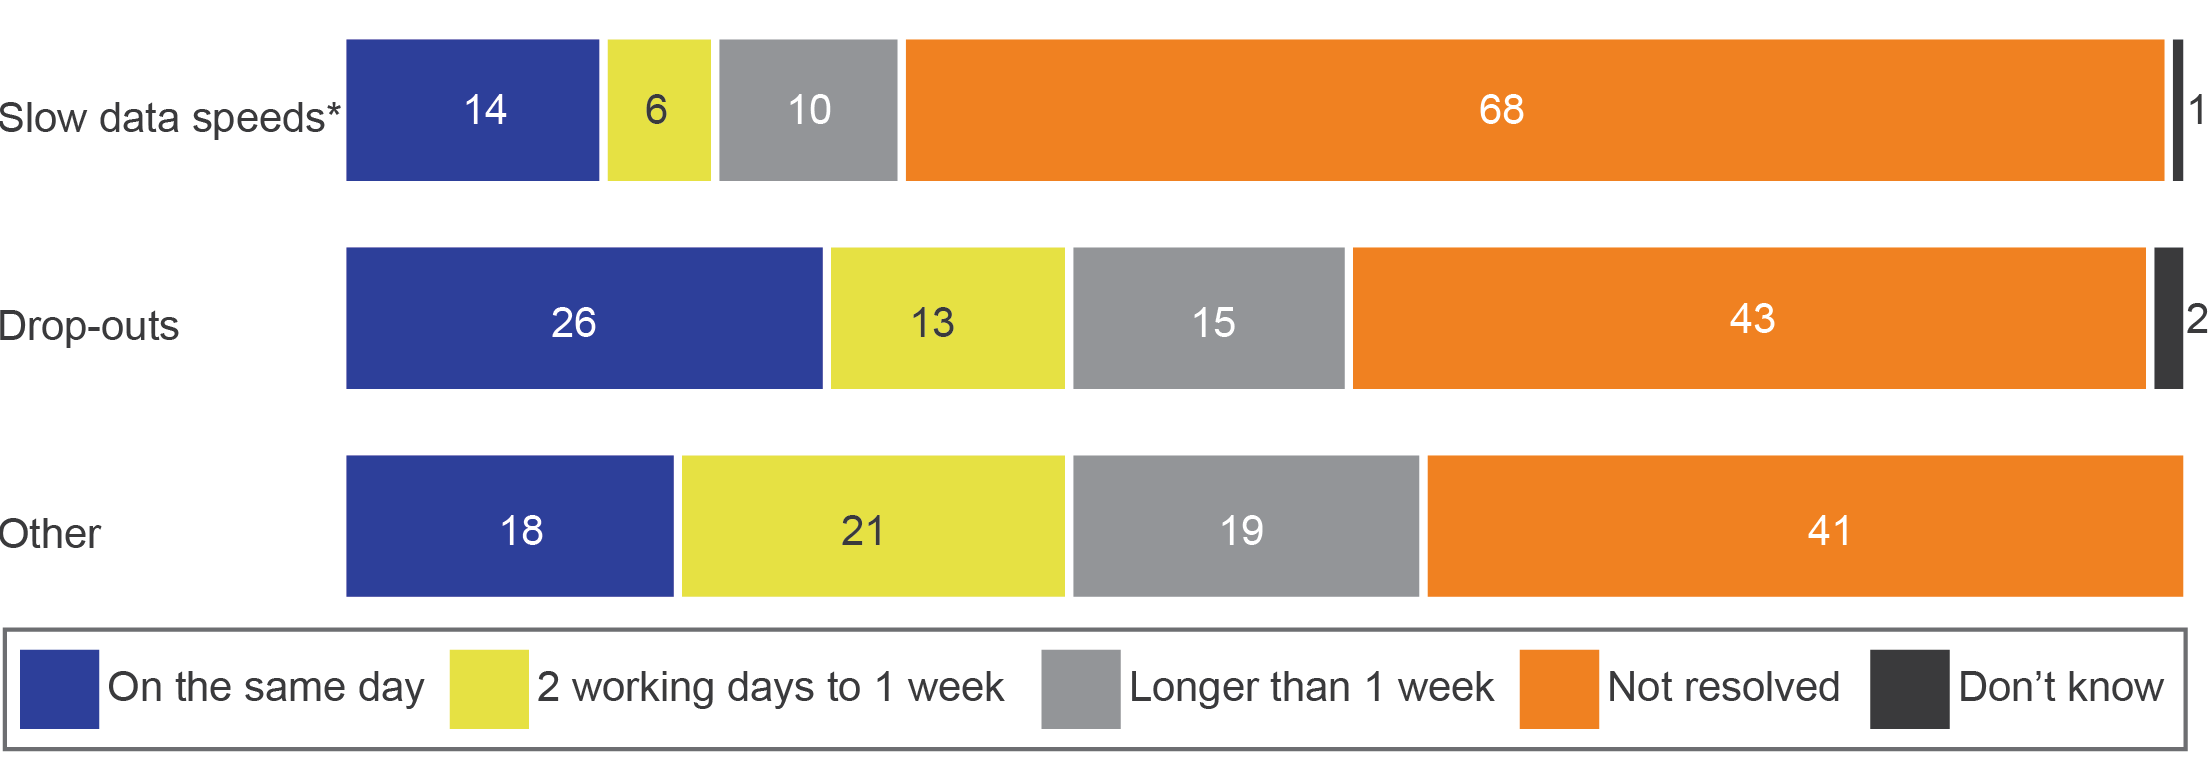 Slow data speeds* 14 6 10 68 1
Drop-outs 26 13 15 43 2
Other 18 21 19 41
On the same day 2 working days to 1 week Longer than 1 week Not resolved Don’t know